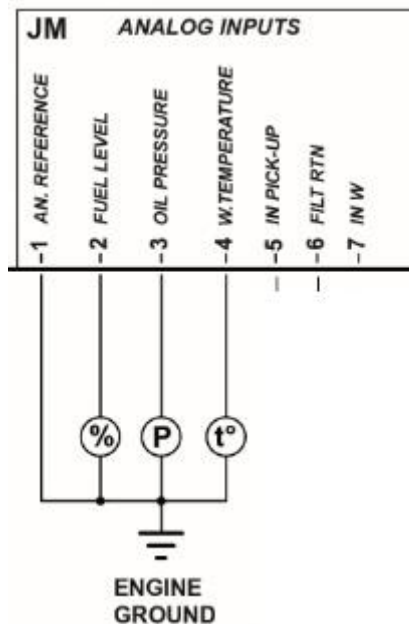 JM ANALOG INPUTS
1 AN. REFERENCE
2 FUEL LEVEL
3 OIL PRESSURE
4 W.TEMPERATURE
5 IN PICK-UP
6 FILT RTN
7 IN W
% P t°
ENGINE
GROUND